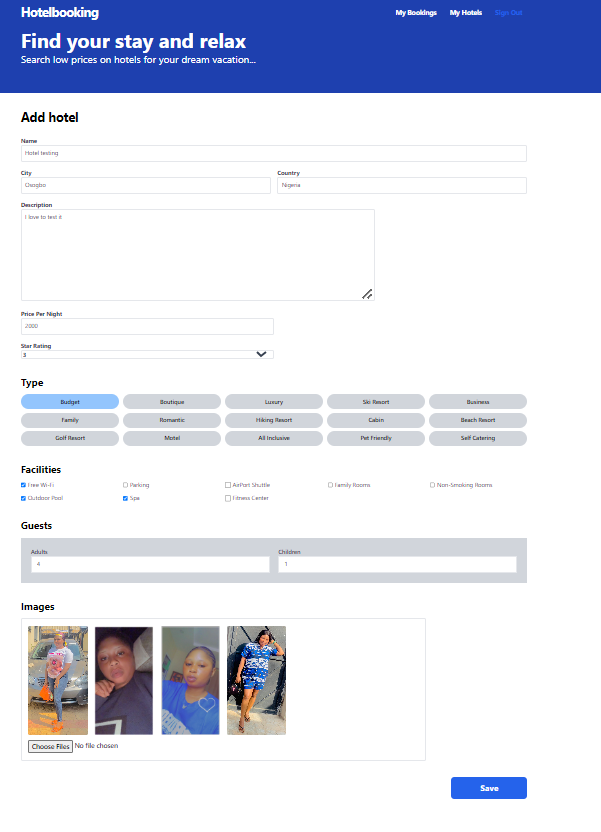 Hotelbooking My Bookings My Hotels Sign Out
Find your stay and relax
Search low prices on hotels for your dream vacation...
Add hotel
Name
Hotel testing
City Country
Osogbo Nigeria
Description
I love to test it
Price Per Night
2000
Star Rating
3
Type
Budget Boutique Luxury Ski Resort Business
Family Romantic Hiking Resort Cabin Beach Resort
Golf Resort Motel All Inclusive Pet Friendly Self Catering
Facilities
Free Wi-Fi Parking AirPort Shuttle Family Rooms Non-Smoking Rooms
Outdoor Pool Spa Fitness Center
Guests
Adults Children
4 1
Images
Choose Files No file chosen
Save